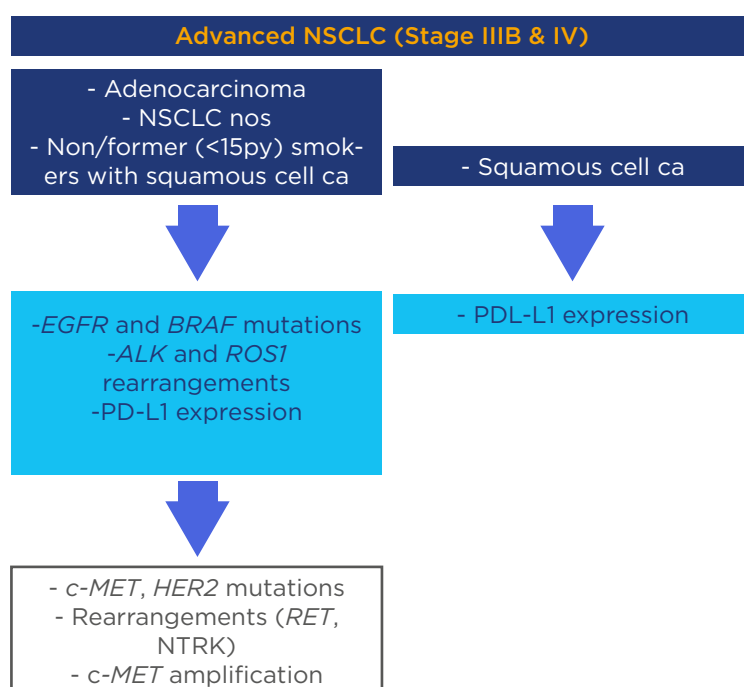 Advanced NSCLC (Stage IIIB & IV)
- Adenocarcinoma
- NSCLC nos
- Non/former (<15py) smok-
ers with squamous cell ca
- Squamous cell ca
-EGFR and BRAF mutations
-ALK and ROS1
rearrangements
-PD-L1 expression
- PDL-L1 expression
- c-MET, HER2 mutations
- Rearrangements (RET,
NTRK)
- c-MET amplification